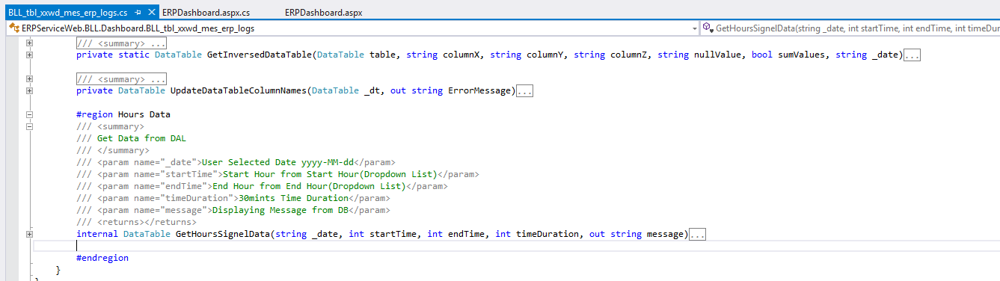 BLL_tbl_xxwd_mes_erp_logs.cs ERPDashboard.aspx.cs ERPDashboard.aspx
ERPServiceWeb.BLL.Dashboard.BLL_tbl_xxwd_mes_erp_logs GetHoursSignelData(string _date, int startTime, int endTime, int timeDur
/// <summary> ...
private static DataTable GetInversedDataTable(DataTable table, string columnX, string columnY, string columnZ, string nullValue, bool sumValues, string _date)...
/// <summary> ...
private DataTable UpdateDataTableColumnNames(DataTable _dt, out string ErrorMessage)...
#region Hours Data
/// <summary>
/// Get Data from DAL
/// </summary>
/// <param name="_date">User Selected Date yyyy-MM-dd</param>
/// <param name="startTime">Start Hour from Start Hour(Dropdown List)</param>
/// <param name="endTime">End Hour from End Hour(Dropdown List)</param>
/// <param name="timeDuration">30mints Time Duration</param>
/// <param name="message">Displaying Message from DB</param>
/// <returns></returns>
internal DataTable GetHoursSignelData(string _date, int startTime, int endTime, int timeDuration, out string message)...
#endregion
}
}